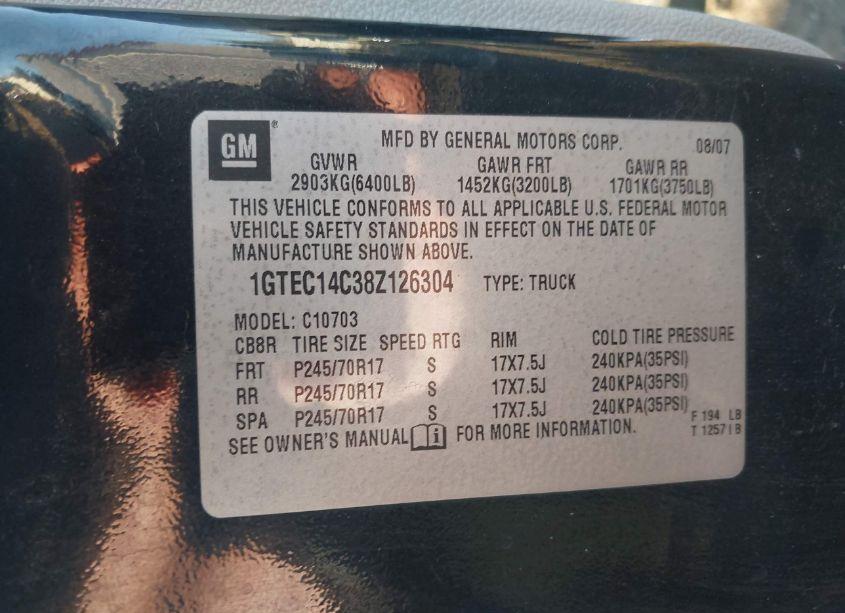 GM ® MFD BY GENERAL MOTORS CORP. 08/07
GVWR GAWR FRT GAWR RR
2903KG(6400LB) 1452KG(3200LB) 1701KG(3750LB)
THIS VEHICLE CONFORMS TO ALL APPLICABLE U.S. FEDERAL MOTOR
VEHICLE SAFETY STANDARDS IN EFFECT ON THE DATE OF
MANUFACTURE SHOWN ABOVE.
1GTEC14C38Z126304 TYPE: TRUCK
MODEL: C10703
CB8R TIRE SIZE SPEED RTG RIM COLD TIRE PRESSURE
FRT P245/70R17 S 17X7.5J 240KPA(35PSI)
RR P245/70R17 S 17X7.5J 240KPA(35PSI)
SPA P245/70R17 S 17X7.5J 240KPA(35PSI)
F 194 LB
SEE OWNER'S MANUAL FOR MORE INFORMATION. T 1257 LB